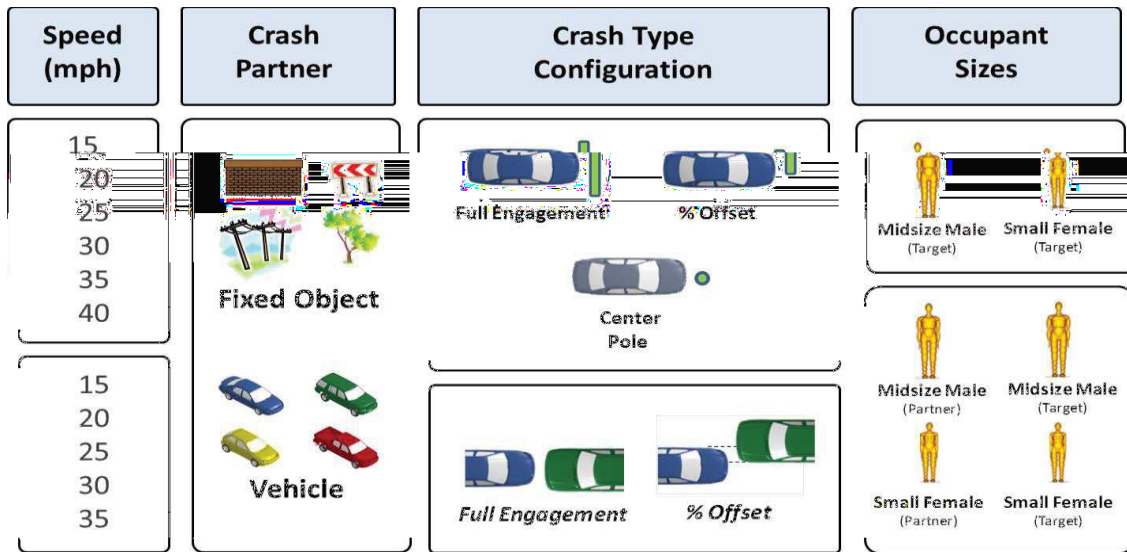 Speed
(mph)
Crash
Partner
Crash Type
Configuration
Occupant
Sizes
15
20
25
30
35
40
Fixed Object
Full Engagement
% Offset
Center
Pole
Midsize Male
(Target)
Small Female
(Target)
15
20
25
30
35
Vehicle
Full Engagement
% Offset
Midsize Male
(Partner)
Midsize Male
(Target)
Small Female
(Partner)
Small Female
(Target)